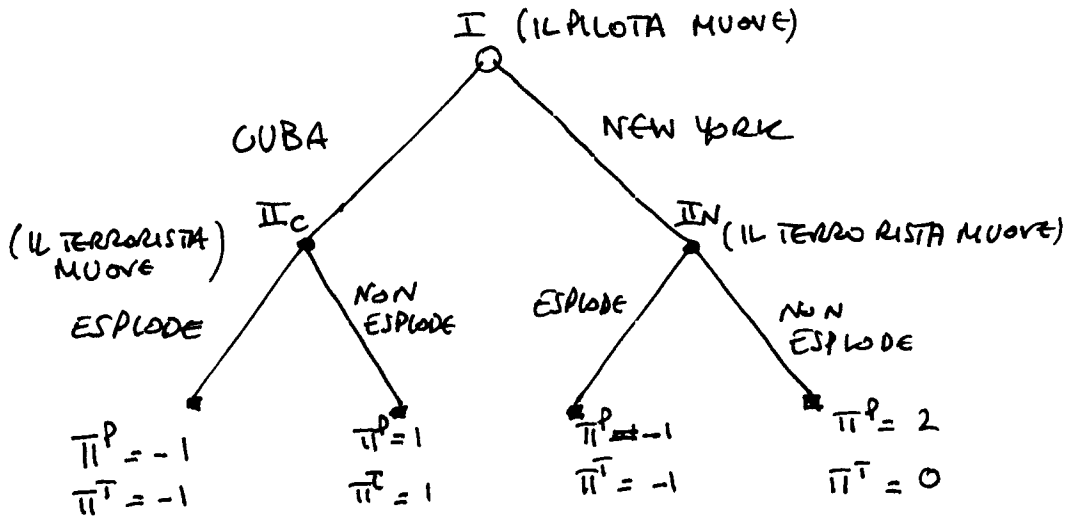 I (IL PILOTA MUOVE)
CUBA
NEW YORK
II_C
II_N (IL TERRORISTA MUOVE)
(IL TERRORISTA)
MUOVE
ESPLODE
NON
ESPLODE
ESPLODE
NON
ESPLODE
π^P = -1
π^T = -1
π^P = 1
π^T = 1
π^P = -1
π^T = -1
π^P = 2
π^T = 0